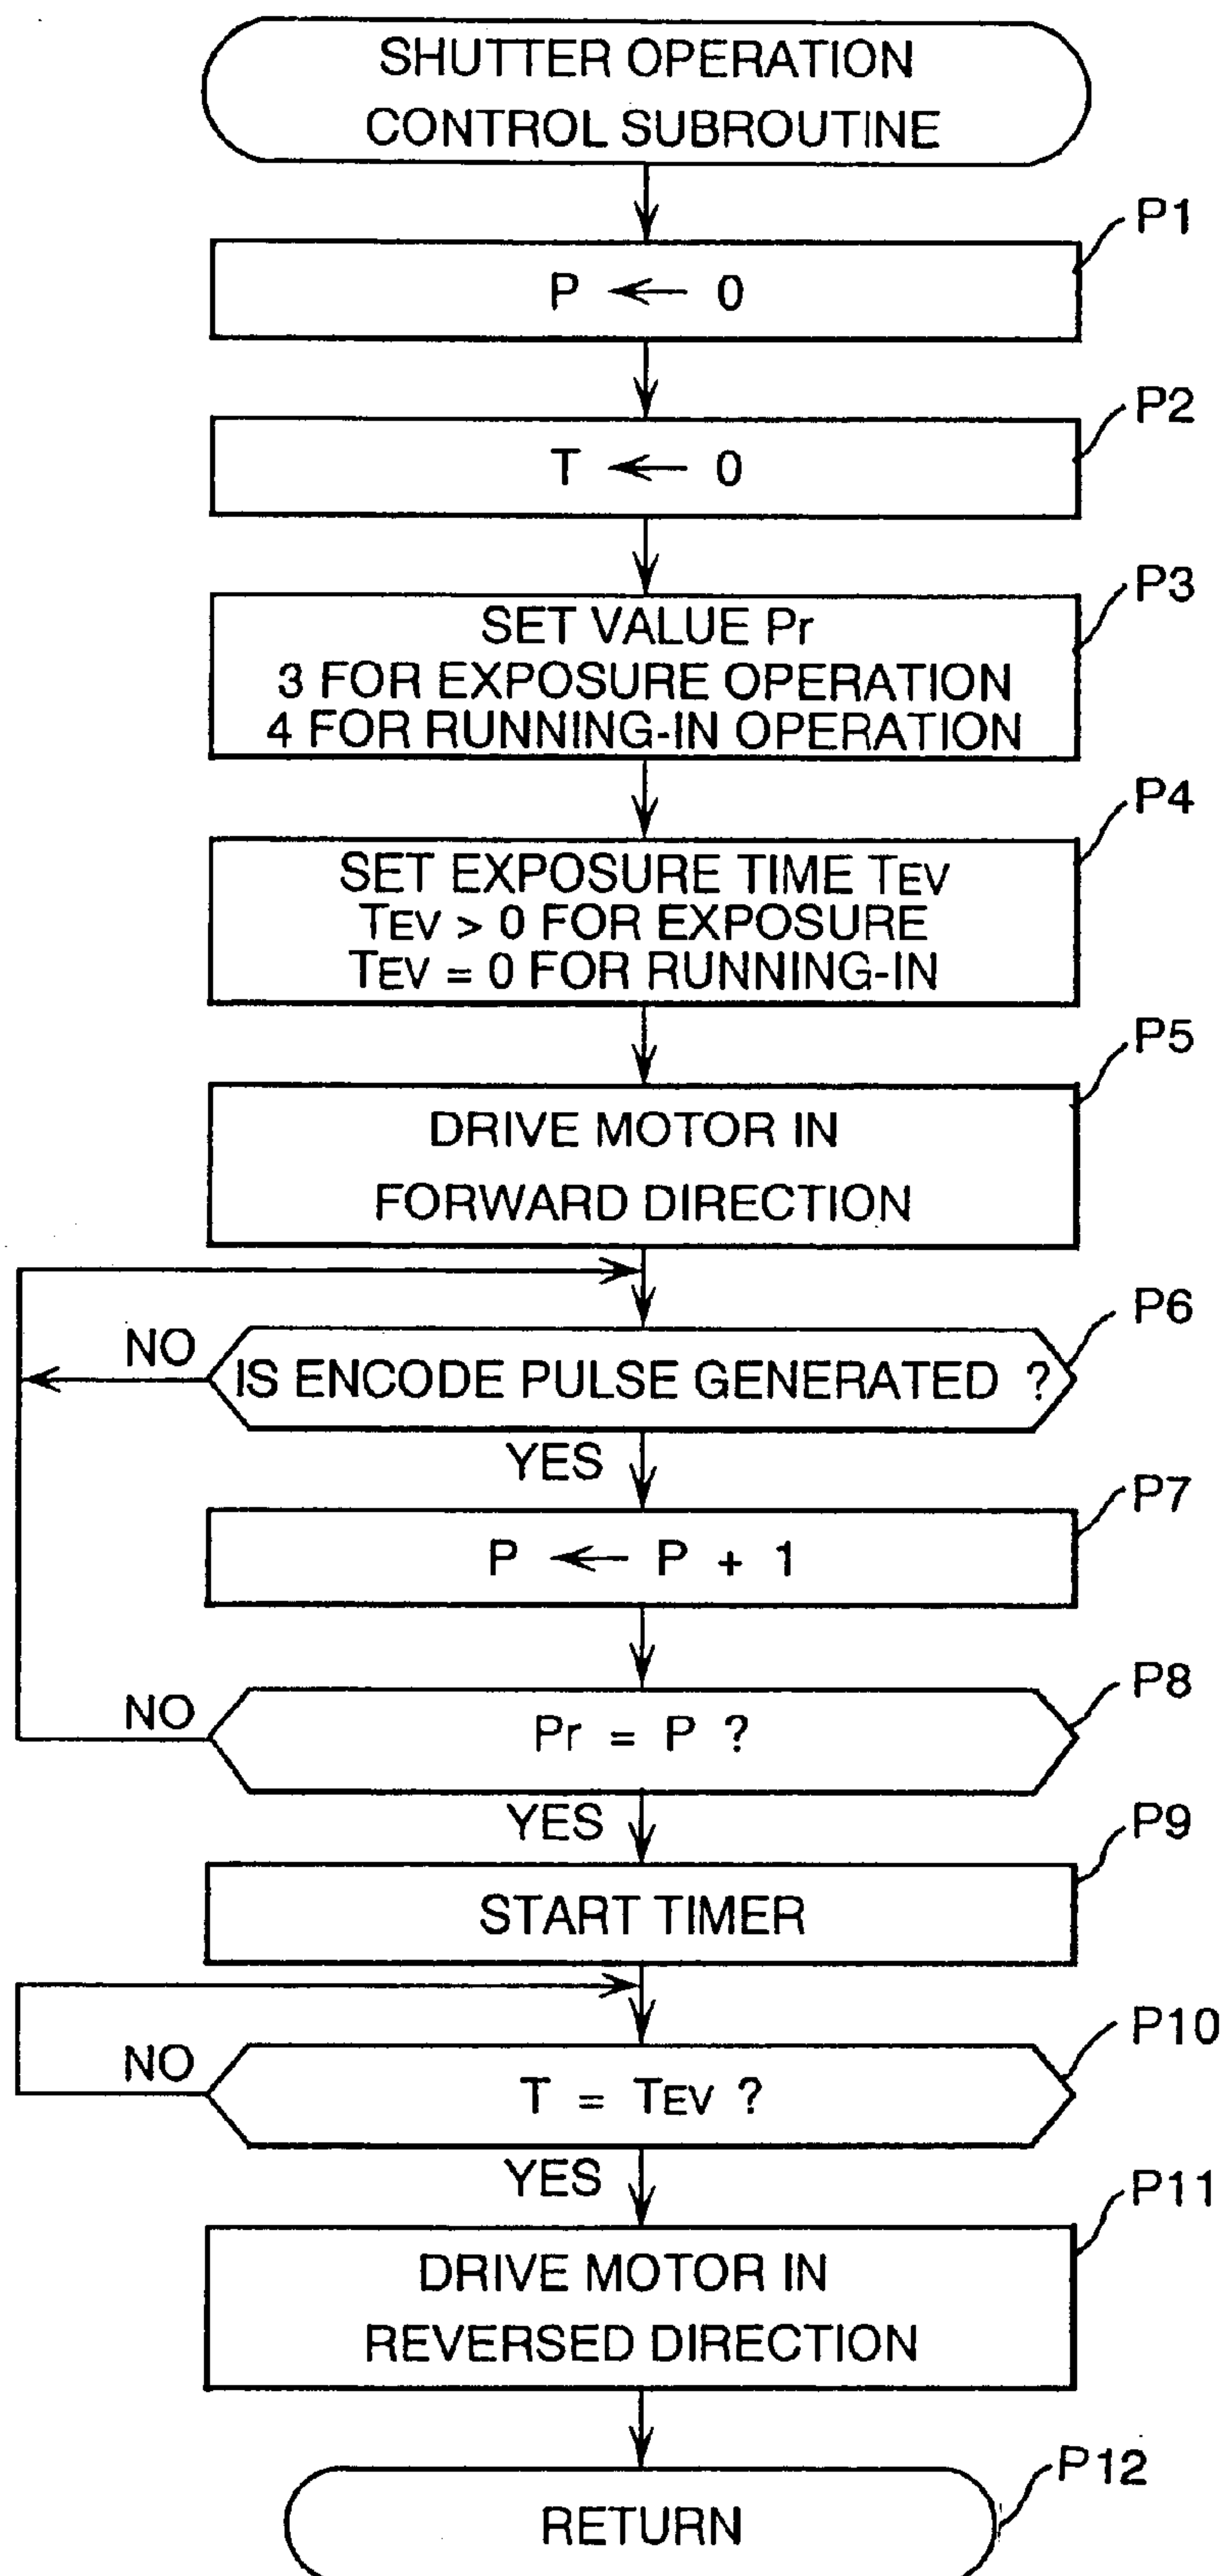 SHUTTER OPERATION
CONTROL SUBROUTINE
P1
P ← 0
P2
T ← 0
P3
SET VALUE Pr
3 FOR EXPOSURE OPERATION
4 FOR RUNNING-IN OPERATION
P4
SET EXPOSURE TIME TEV
TEV > 0 FOR EXPOSURE
TEV = 0 FOR RUNNING-IN
P5
DRIVE MOTOR IN
FORWARD DIRECTION
P6
NO
IS ENCODE PULSE GENERATED ?
YES
P7
P ← P + 1
P8
NO
Pr = P ?
YES
P9
START TIMER
P10
NO
T = TEV ?
YES
P11
DRIVE MOTOR IN
REVERSED DIRECTION
P12
RETURN